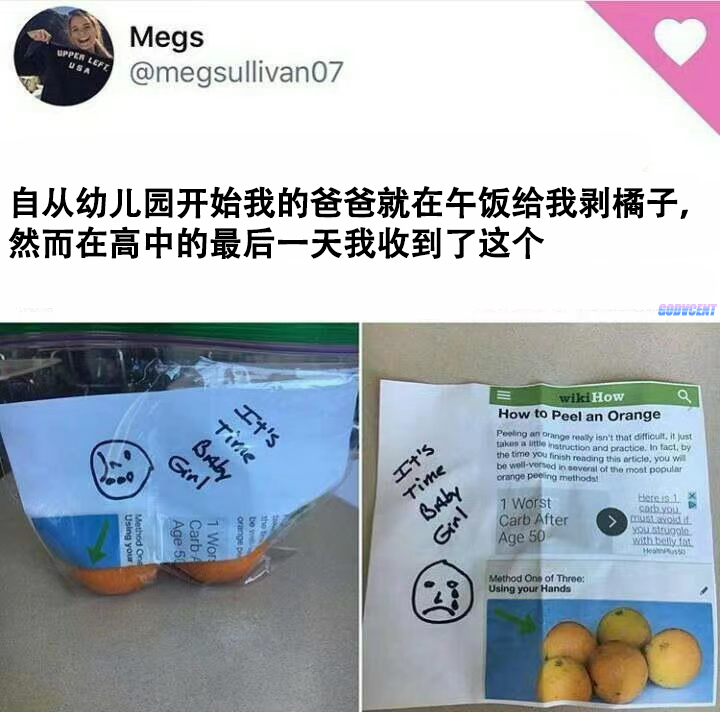 Megs
@megsullivan07
UPPER LEFT
USA
自从幼儿园开始我的爸爸就在午饭给我剥橘子,
然而在高中的最后一天我收到了这个
GODVCENT
It's
Time
Baby
Girl
Method One
Using your
1 Wor
Carb A
Age 5
wikiHow
How to Peel an Orange
Peeling an orange really isn't that difficult, it just
takes a little instruction and practice. In fact, by
the time you finish reading this article, you will
be well-versed in several of the most popular
orange peeling methods!
It's
Time
Baby
Girl
1 Worst
Carb After
Age 50
Here is 1
carb you
must avoid if
you struggle
with belly fat
HealthPlus50
Method One of Three:
Using your Hands